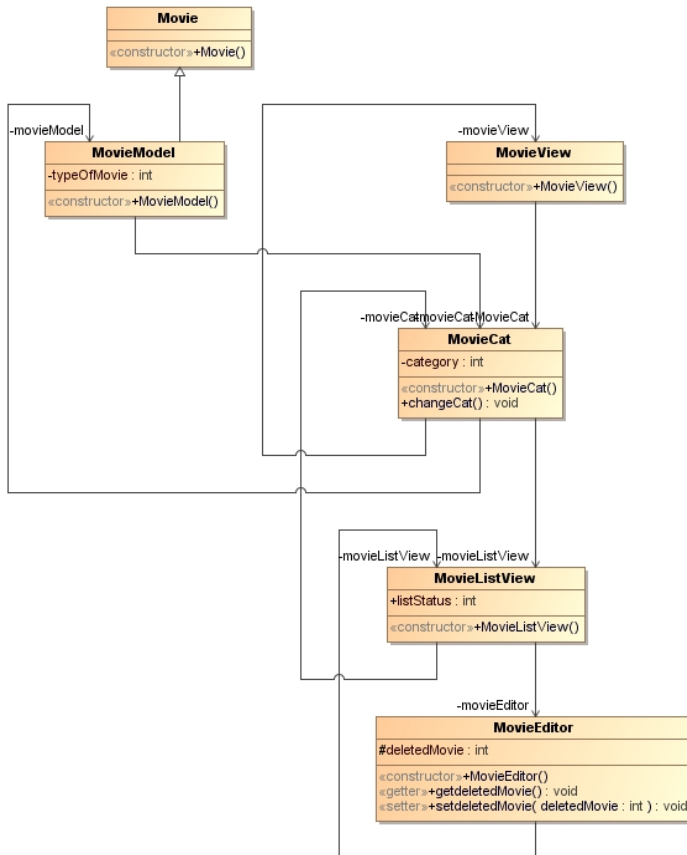 Movie
«constructor»+Movie()
-movieModel
-movieView
MovieModel
-typeOfMovie : int
«constructor»+MovieModel()
MovieView
«constructor»+MovieView()
-movieCat
-movieCat
-MovieCat
MovieCat
-category : int
«constructor»+MovieCat()
+changeCat() : void
-movieListView
-movieListView
MovieListView
+listStatus : int
«constructor»+MovieListView()
-movieEditor
MovieEditor
#deletedMovie : int
«constructor»+MovieEditor()
«getter»+getdeletedMovie() : void
«setter»+setdeletedMovie( deletedMovie : int ) : void